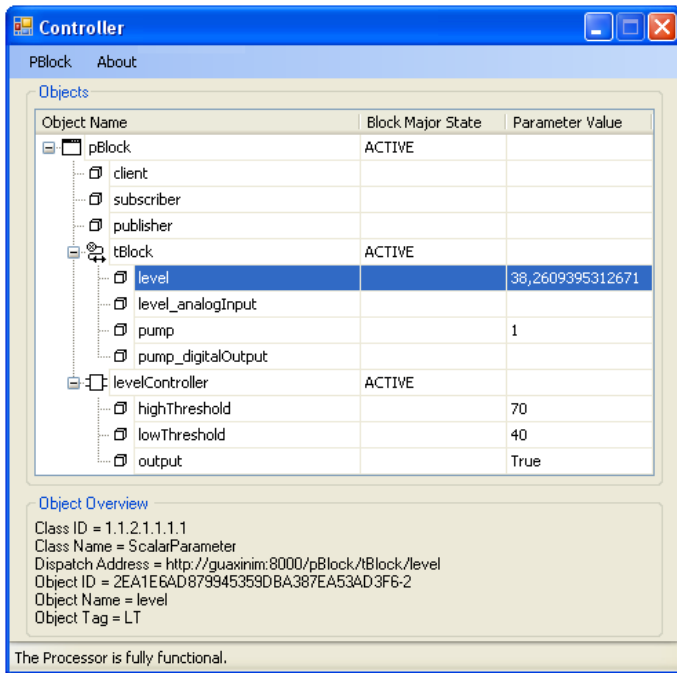 Controller
PBlock About
Objects
Object Name Block Major State Parameter Value
pBlock ACTIVE
client
subscriber
publisher
tBlock ACTIVE
level 38,2609395312671
level_analogInput
pump 1
pump_digitalOutput
levelController ACTIVE
highThreshold 70
lowThreshold 40
output True
Object Overview
Class ID = 1.1.2.1.1.1.1
Class Name = ScalarParameter
Dispatch Address = http://guaxinim:8000/pBlock/tBlock/level
Object ID = 2EA1E6AD879945359DBA387EA53AD3F6-2
Object Name = level
Object Tag = LT
The Processor is fully functional.